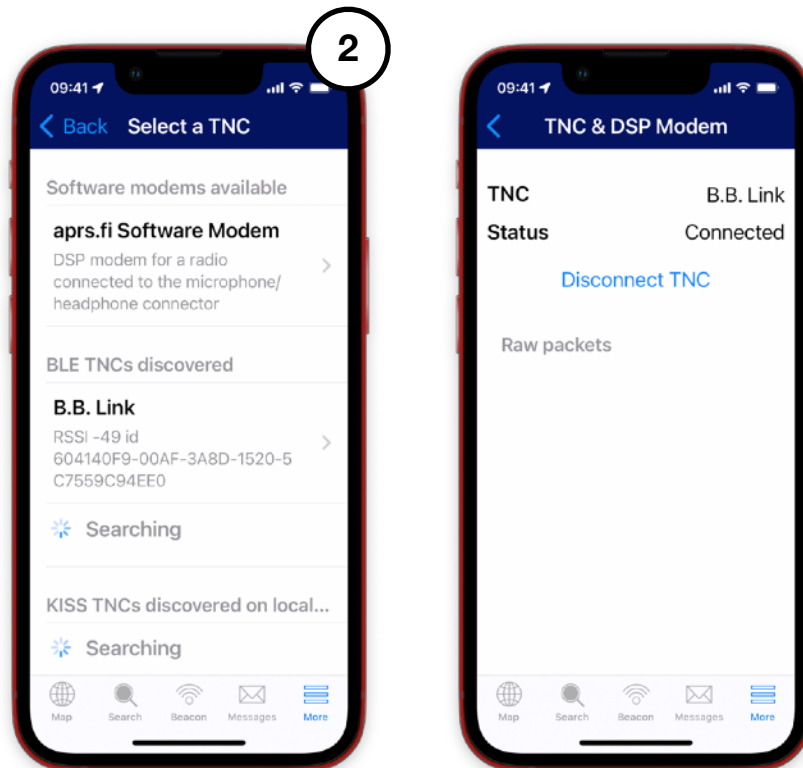 2
09:41
Back Select a TNC
Software modems available
aprs.fi Software Modem
DSP modem for a radio
connected to the microphone/
headphone connector
BLE TNCs discovered
B.B. Link
RSSI -49 id
604140F9-00AF-3A8D-1520-5
C7559C94EE0
Searching
KISS TNCs discovered on local...
Searching
Map Search Beacon Messages More
09:41
TNC & DSP Modem
TNC B.B. Link
Status Connected
Disconnect TNC
Raw packets
Map Search Beacon Messages More